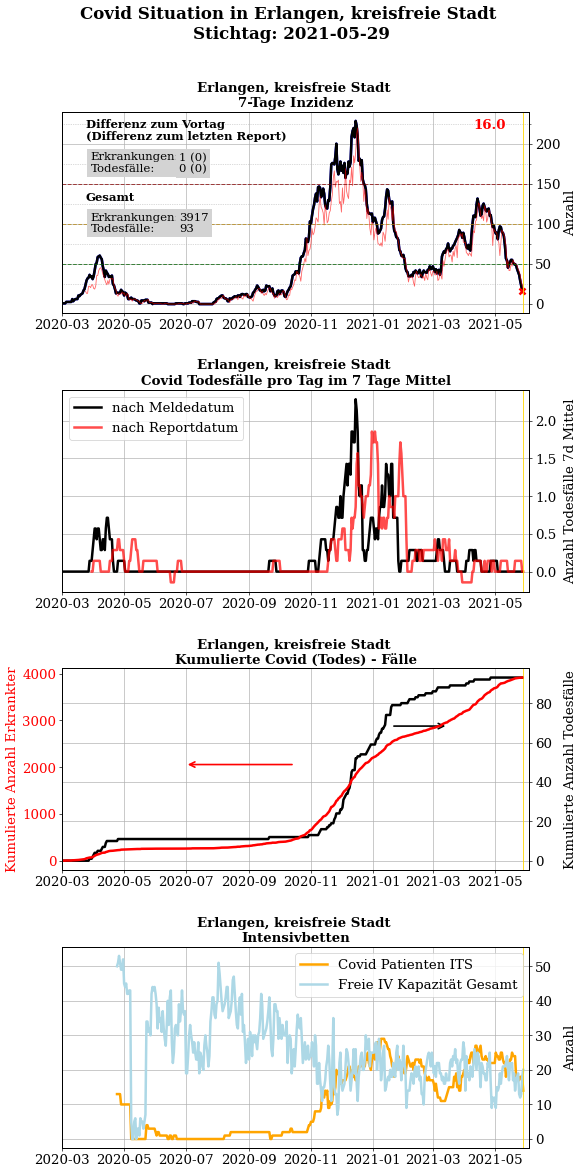 Covid Situation in Erlangen, kreisfreie Stadt
Stichtag: 2021-05-29
Erlangen, kreisfreie Stadt
7-Tage Inzidenz
Differenz zum Vortag
(Differenz zum letzten Report)
Erkrankungen 1 (0)
Todesfälle: 0 (0)
Gesamt
Erkrankungen 3917
Todesfälle: 93
16.0
200
150
100
50
0
Anzahl
2020-03 2020-05 2020-07 2020-09 2020-11 2021-01 2021-03 2021-05
Erlangen, kreisfreie Stadt
Covid Todesfälle pro Tag im 7 Tage Mittel
nach Meldedatum
nach Reportdatum
2.0
1.5
1.0
0.5
0.0
Anzahl Todesfälle 7d Mittel
2020-03 2020-05 2020-07 2020-09 2020-11 2021-01 2021-03 2021-05
Erlangen, kreisfreie Stadt
Kumulierte Covid (Todes) - Fälle
Kumulierte Anzahl Erkrankter
4000
3000
2000
1000
0
80
60
40
20
0
Kumulierte Anzahl Todesfälle
2020-03 2020-05 2020-07 2020-09 2020-11 2021-01 2021-03 2021-05
Erlangen, kreisfreie Stadt
Intensivbetten
Covid Patienten ITS
Freie IV Kapazität Gesamt
50
40
30
20
10
0
Anzahl
2020-03 2020-05 2020-07 2020-09 2020-11 2021-01 2021-03 2021-05